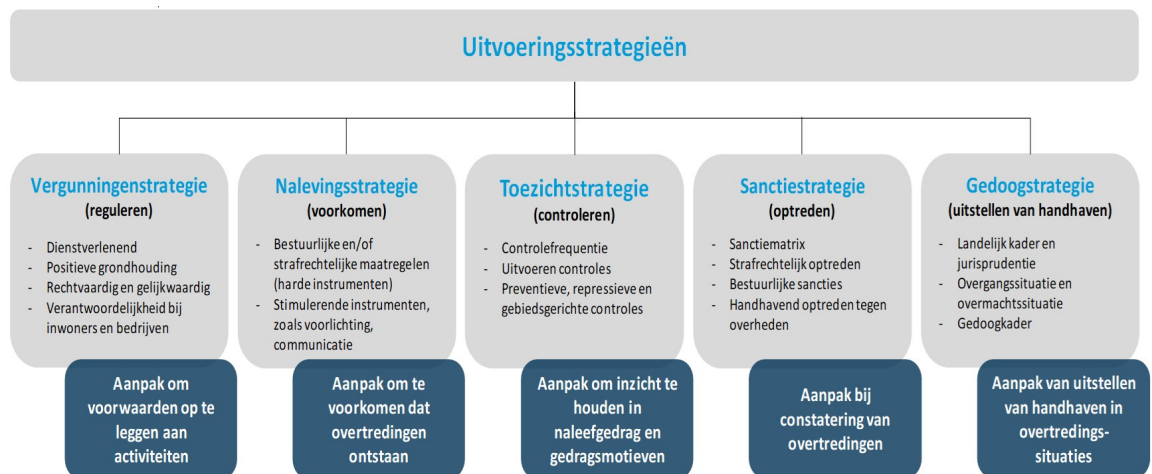 Uitvoeringsstrategieën
Vergunningenstrategie
(reguleren)
- Dienstverlenend
- Positieve grondhouding
- Rechtvaardig en gelijkwaardig
- Verantwoordelijkheid bij
inwoners en bedrijven
Aanpak om
voorwaarden op te
leggen aan
activiteiten
Nalevingsstrategie
(voorkomen)
- Bestuurlijke en/of
strafrechtelijke maatregelen
(harde instrumenten)
- Stimulerende instrumenten,
zoals voorlichting,
communicatie
Aanpak om te
voorkomen dat
overtredingen
ontstaan
Toezichtstrategie
(controleren)
- Controlefrequentie
- Uitvoeren controles
- Preventieve, repressieve en
gebiedsgerichte controles
Aanpak om inzicht te
houden in
naleefgedrag en
gedragsmotieven
Sanctiestrategie
(optreden)
- Sanctiematrix
- Strafrechtelijk optreden
- Bestuurlijke sancties
- Handhavend optreden tegen
overheden
Aanpak bij
constatering van
overtredingen
Gedoogstrategie
(uitstellen van handhaven)
- Landelijk kader en
jurisprudentie
- Overgangssituatie en
overmachtssituatie
- Gedoogkader
Aanpak van uitstellen
van handhaven in
overtredings-
situaties